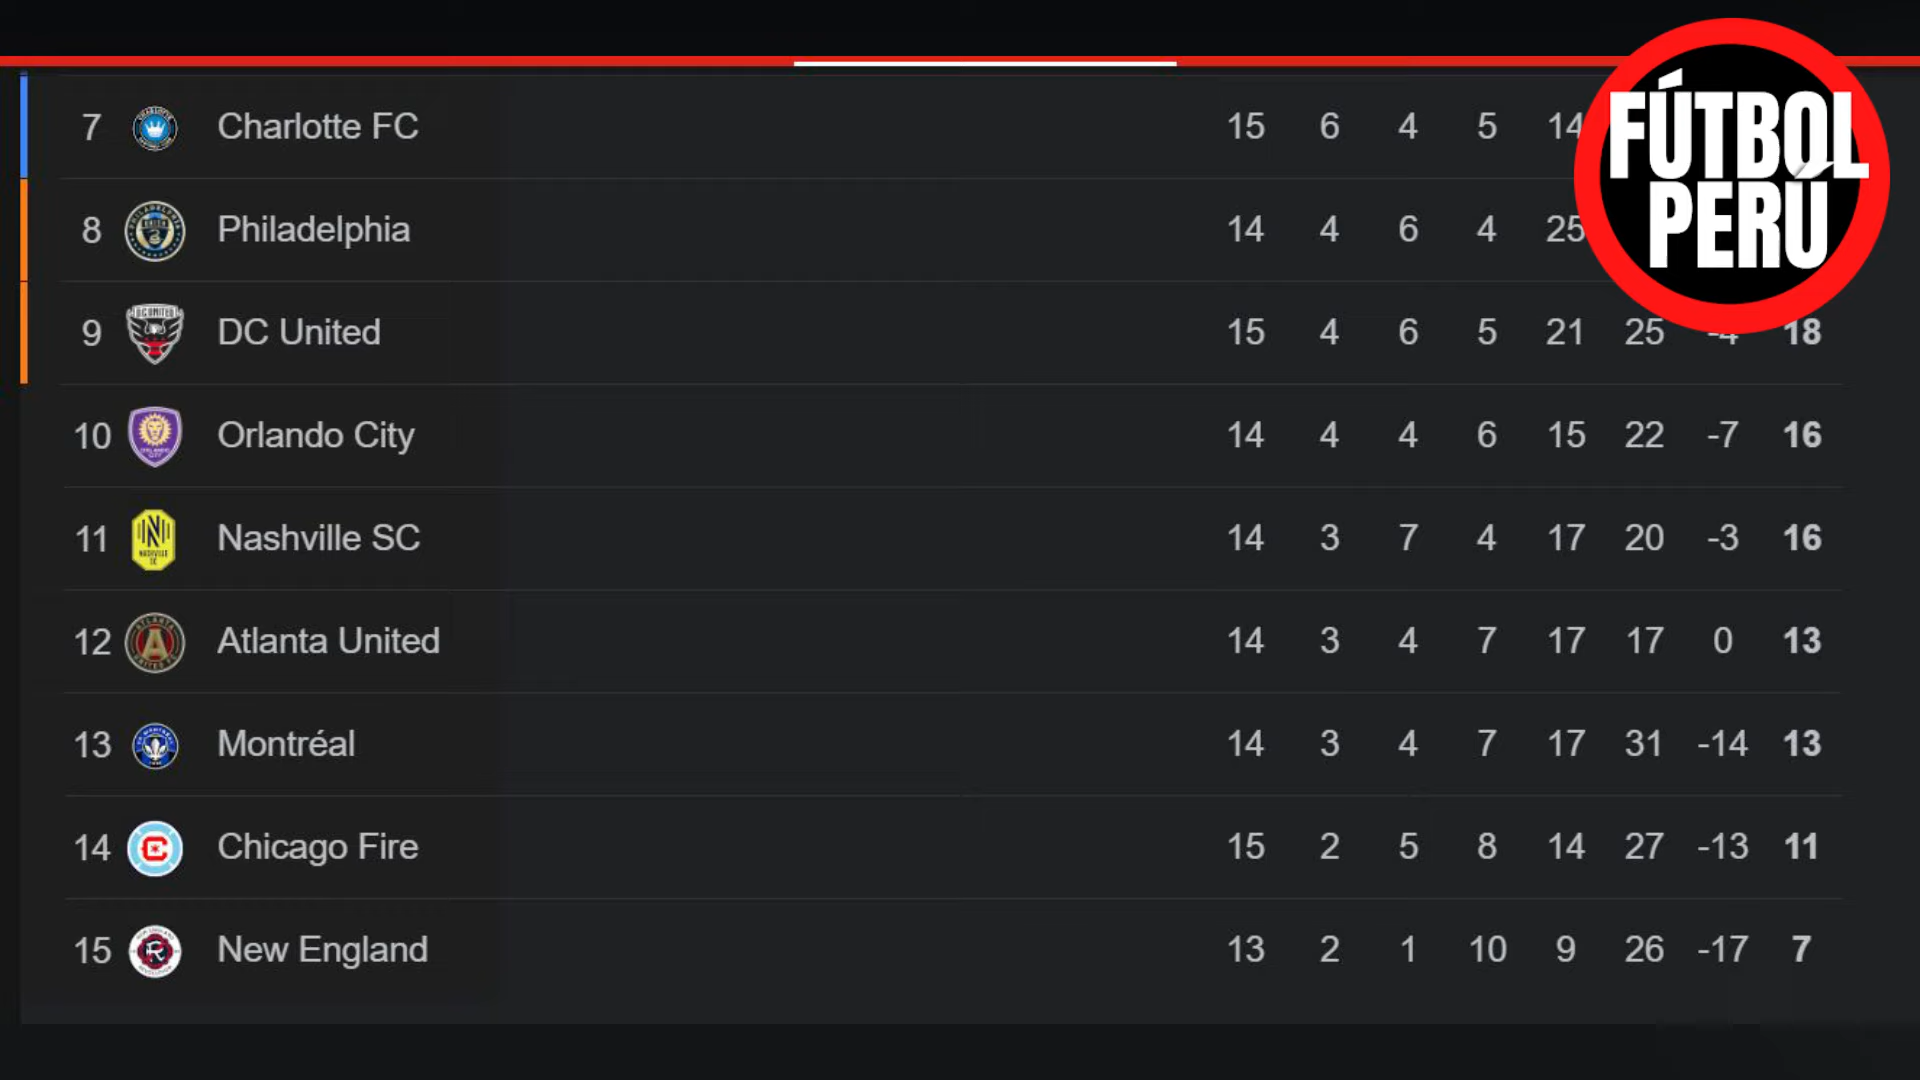 7 Charlotte FC 15 6 4 5 14
FÚTBOL
PERÚ
8 Philadelphia 14 4 6 4 25
9 DC United 15 4 6 5 21 25 -4 18
10 Orlando City 14 4 4 6 15 22 -7 16
11 Nashville SC 14 3 7 4 17 20 -3 16
12 Atlanta United 14 3 4 7 17 17 0 13
13 Montréal 14 3 4 7 17 31 -14 13
14 Chicago Fire 15 2 5 8 14 27 -13 11
15 New England 13 2 1 10 9 26 -17 7